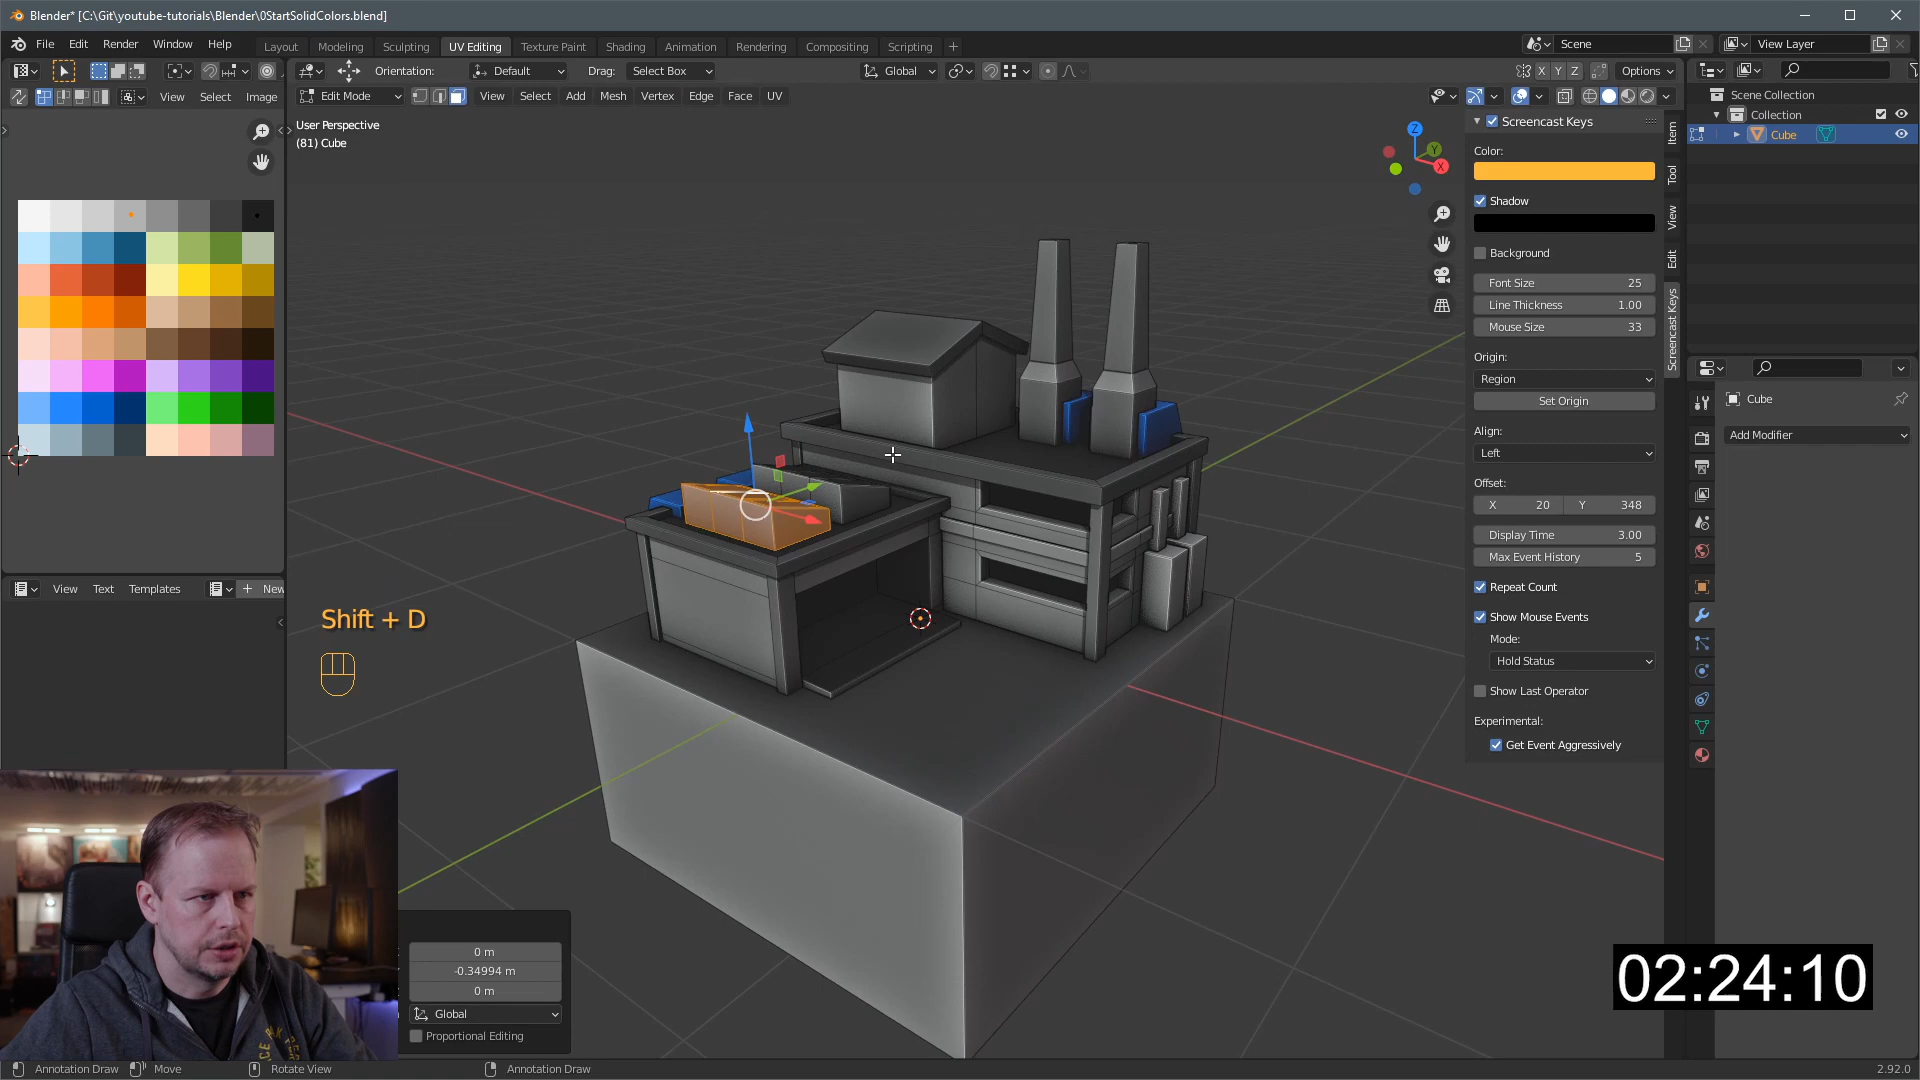 Blender* [C:\Git\youtube-tutorials\Blender\0StartSolidColors.blend]
File Edit Render Window Help
Layout Modeling Sculpting UV Editing Texture Paint Shading Animation Rendering Compositing Scripting +
Scene
View Layer
Orientation: Default Drag: Select Box
Global
X Y Z Options
View Select Image
Edit Mode View Select Add Mesh Vertex Edge Face UV
User Perspective
(81) Cube
Z
Y
X
Screencast Keys
Color:
Shadow
Background
Font Size 25
Line Thickness 1.00
Mouse Size 33
Origin:
Region
Set Origin
Align:
Left
Offset:
X 20 Y 348
Display Time 3.00
Max Event History 5
Repeat Count
Show Mouse Events
Mode:
Hold Status
Show Last Operator
Experimental:
Get Event Aggressively
Item
Tool
View
Edit
Screencast Keys
Scene Collection
Collection
Cube
Cube
Add Modifier
View Text Templates New
Shift + D
0 m
-0.34994 m
0 m
Global
Proportional Editing
02:24:10
Annotation Draw Move Rotate View Annotation Draw 2.92.0